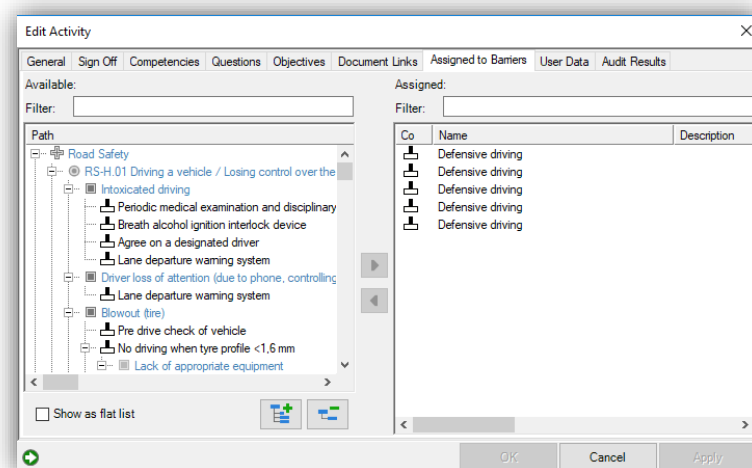 Edit Activity
General Sign Off Competencies Questions Objectives Document Links Assigned to Barriers User Data Audit Results
Available:
Filter:
Path
Road Safety
RS-H.01 Driving a vehicle / Losing control over the
Intoxicated driving
Periodic medical examination and disciplinary
Breath alcohol ignition interlock device
Agree on a designated driver
Lane departure warning system
Driver loss of attention (due to phone, controlling
Lane departure warning system
Blowout (tire)
Pre drive check of vehicle
No driving when tyre profile <1,6 mm
Lack of appropriate equipment
Show as flat list
Assigned:
Filter:
Co Name Description
Defensive driving
Defensive driving
Defensive driving
Defensive driving
Defensive driving
OK Cancel Apply